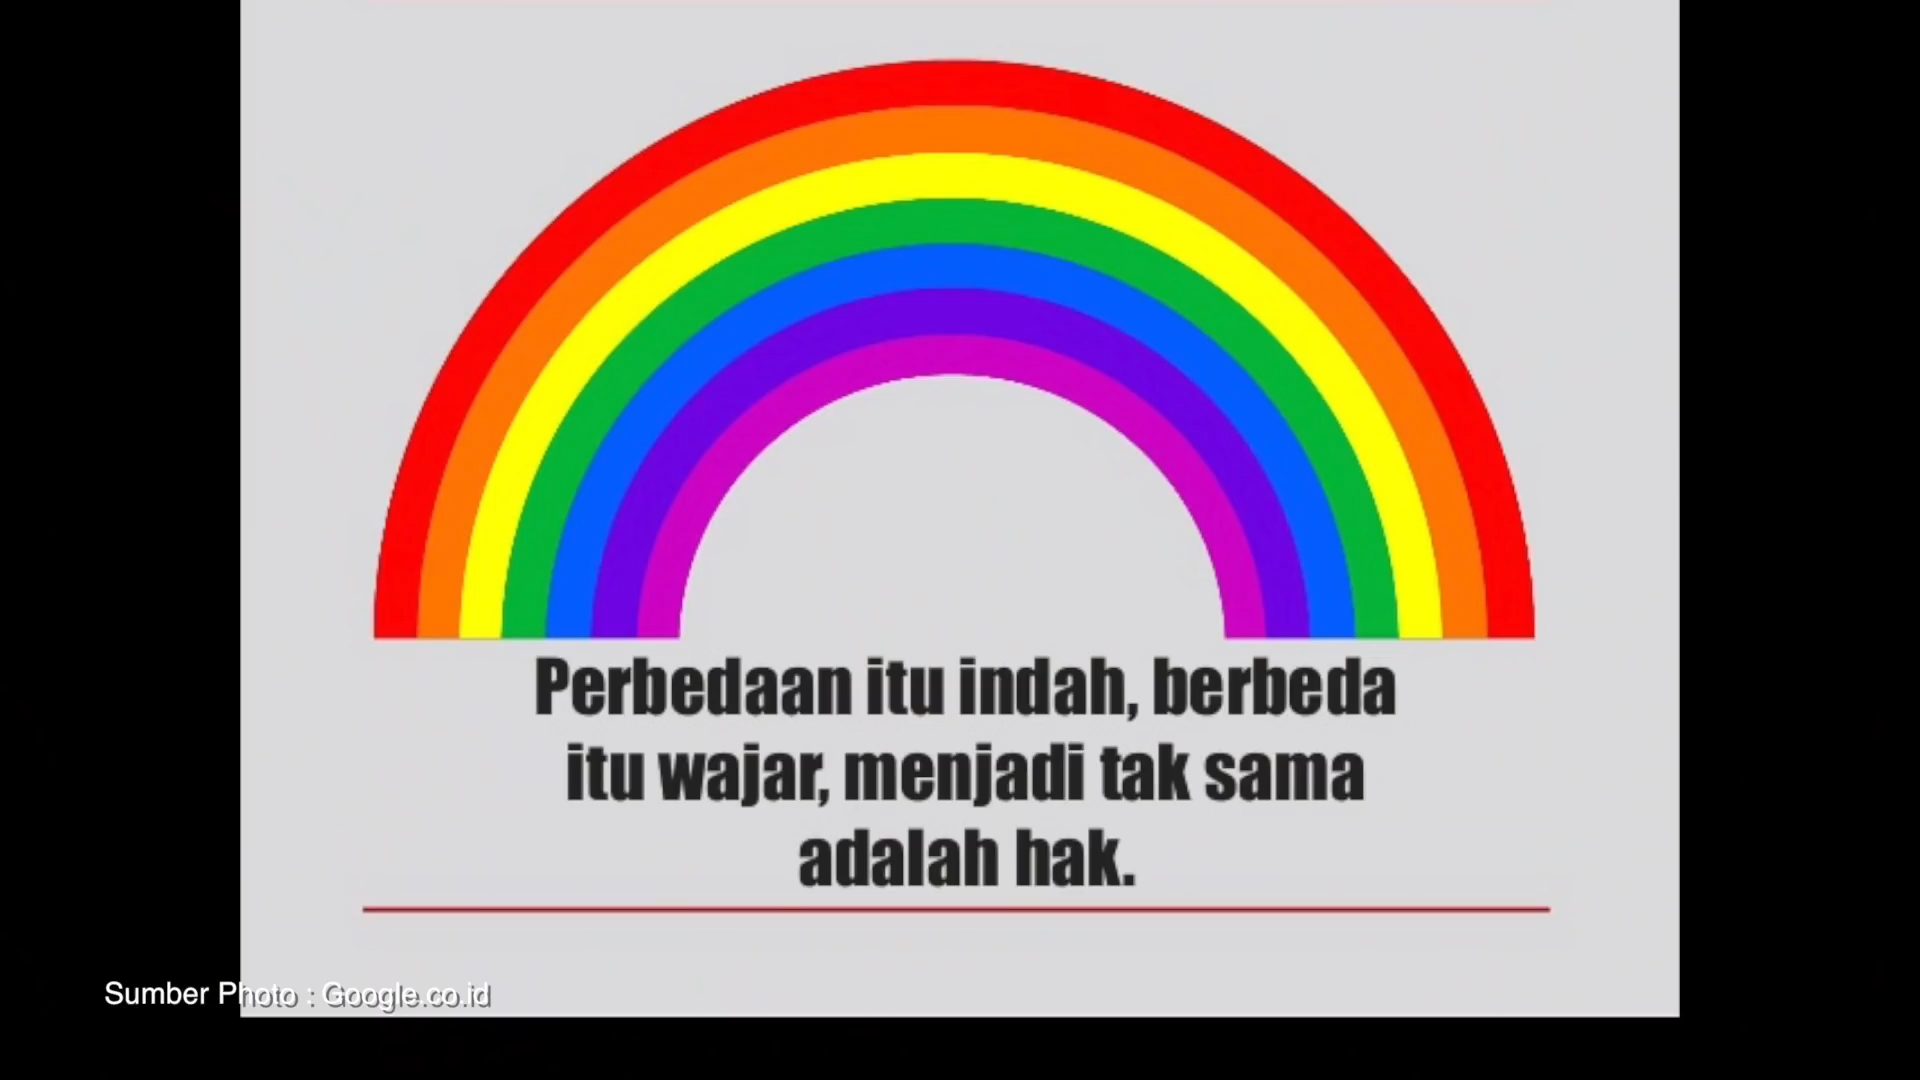 Perbedaan itu indah, berbeda
itu wajar, menjadi tak sama
adalah hak.
Sumber Photo : Google.co.id